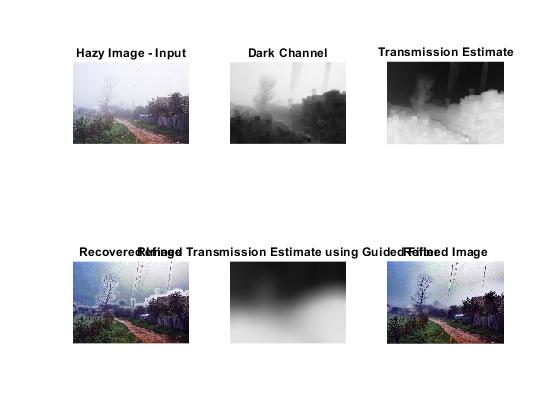 Hazy Image - Input
Dark Channel
Transmission Estimate
Recovered Image
Refined Transmission Estimate using Guided Filter
Refined Image